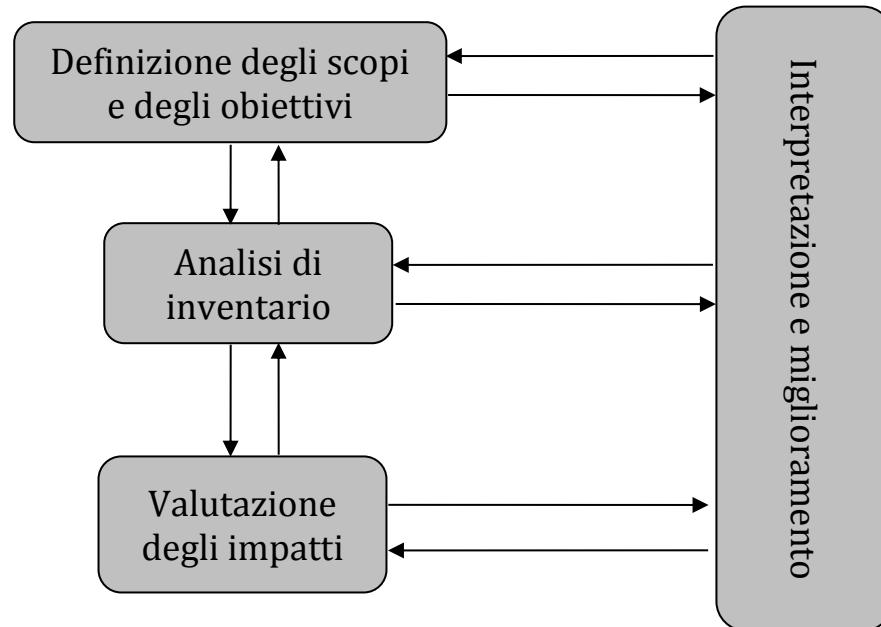 Definizione degli scopi
e degli obiettivi
Analisi di
inventario
Valutazione
degli impatti
Interpretazione e miglioramento